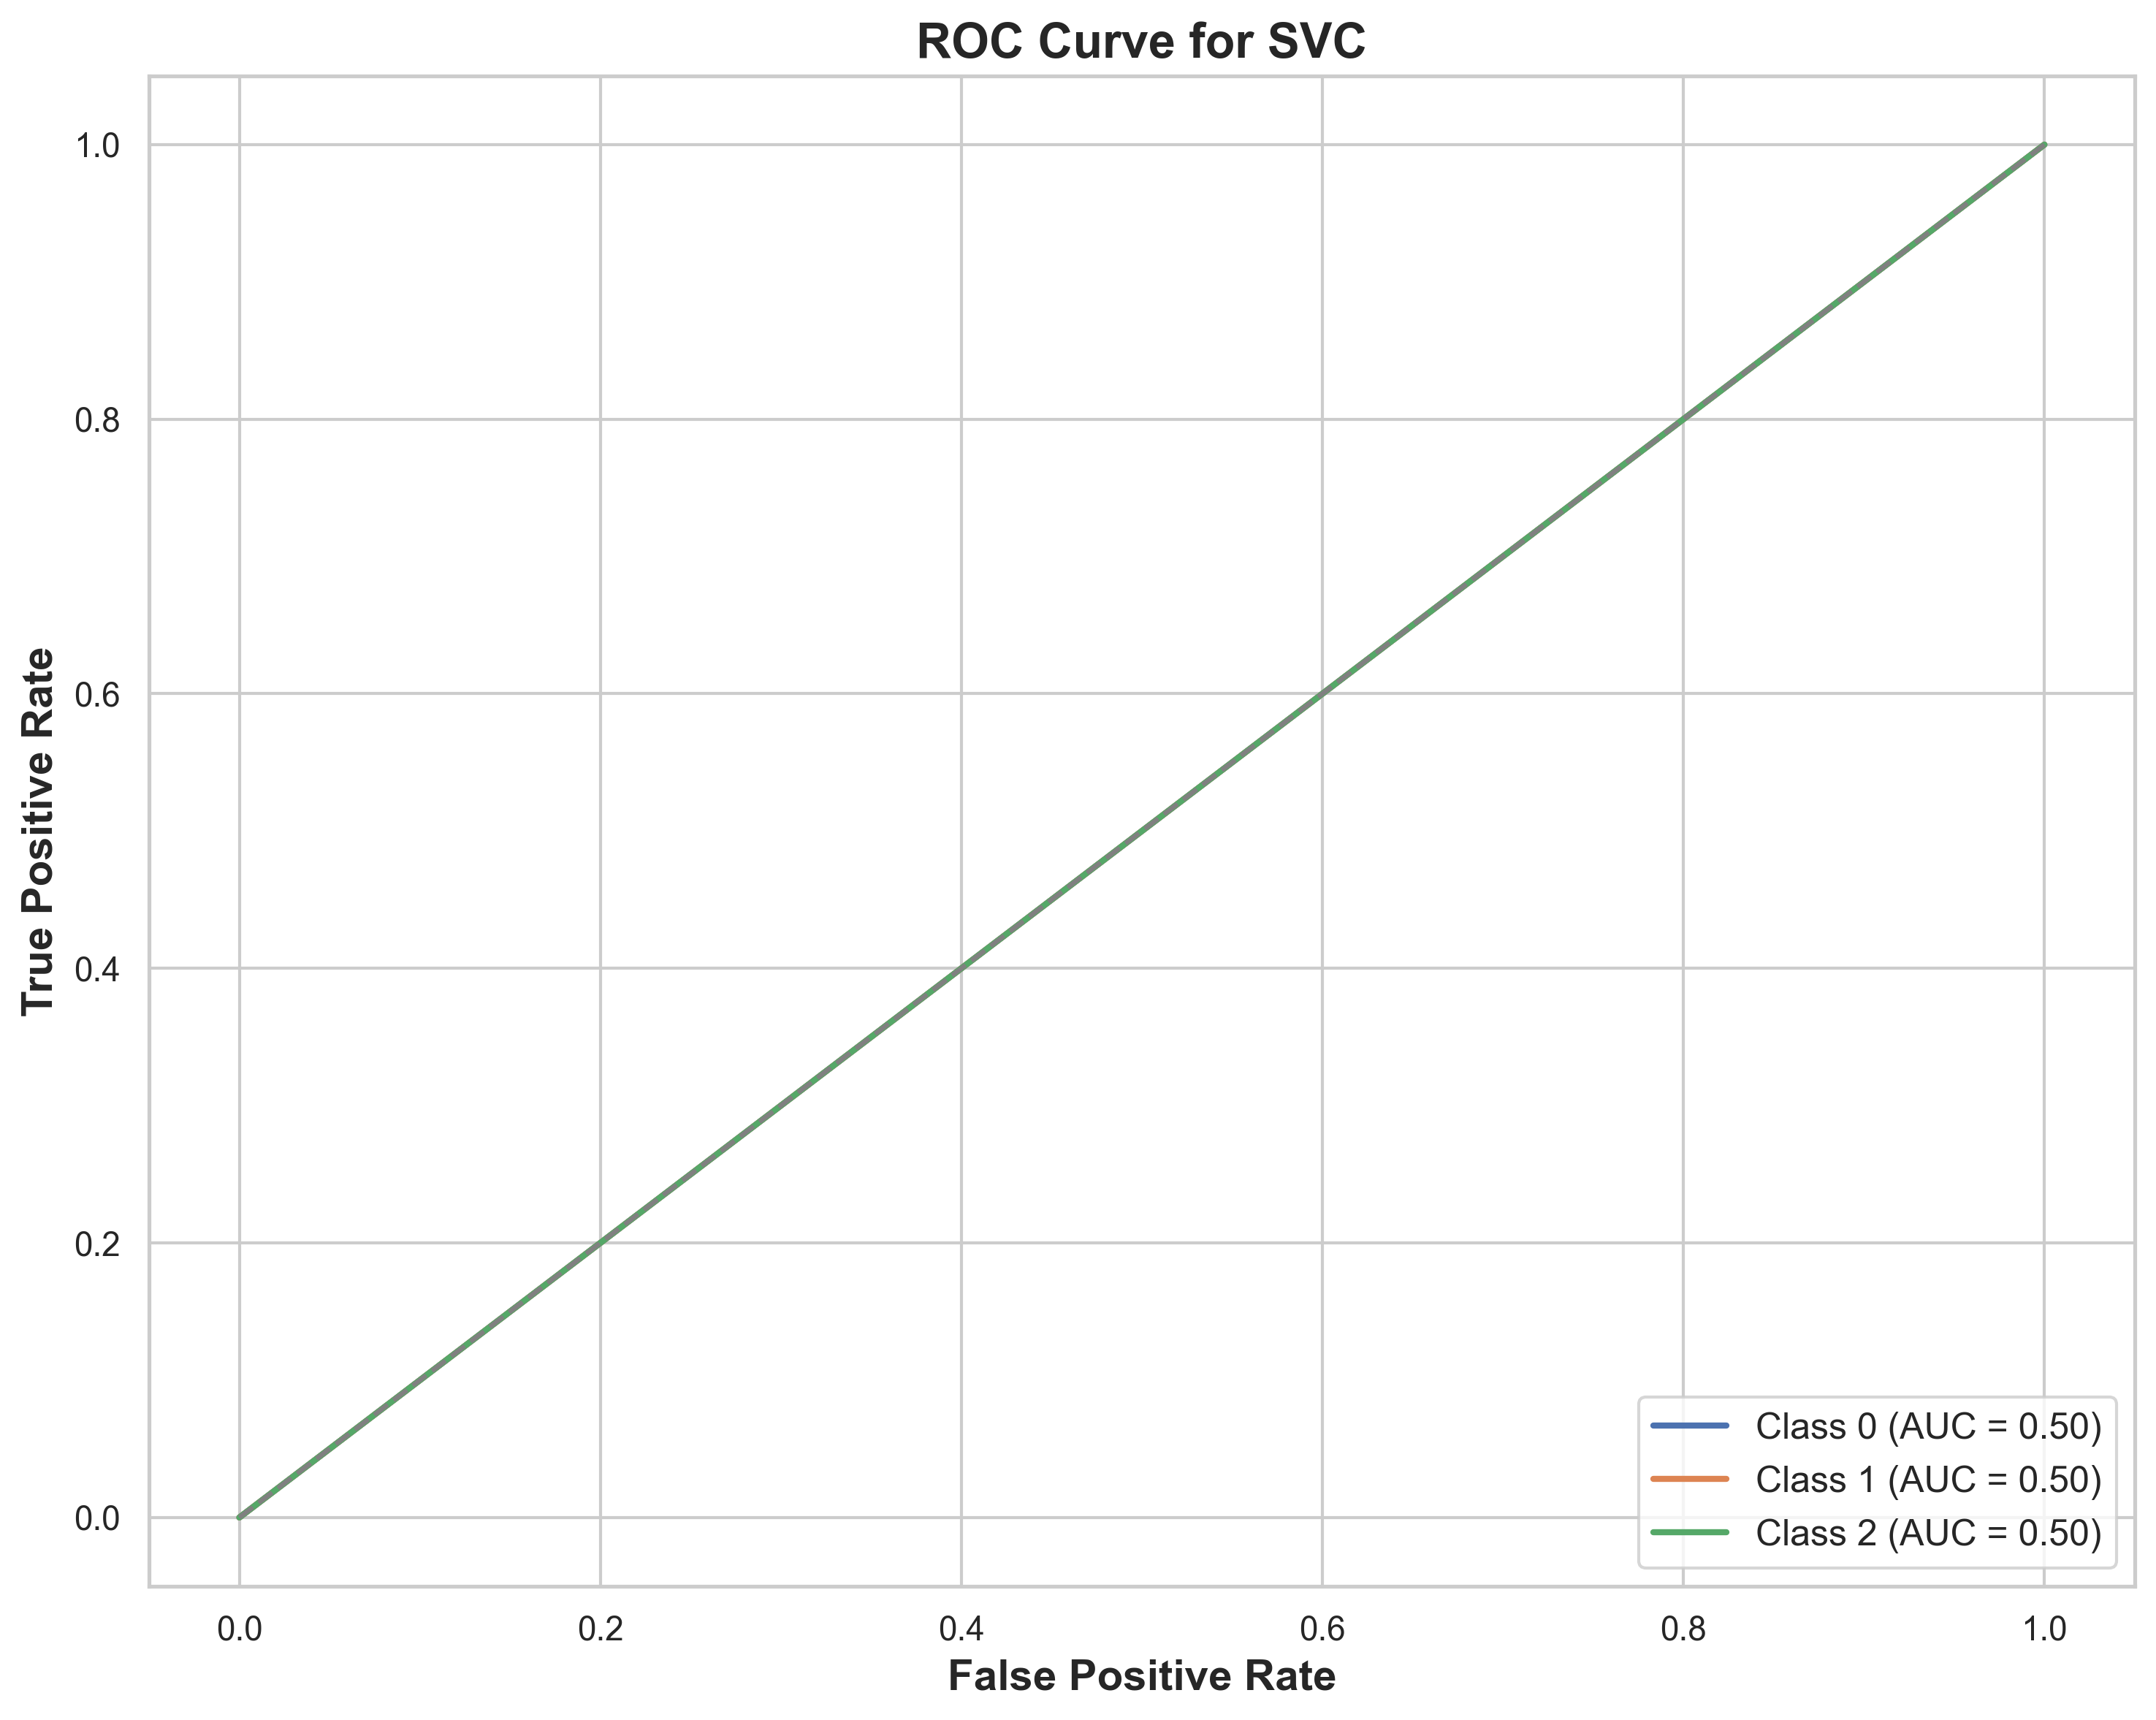 ROC Curve for SVC
True Positive Rate
1.0
0.8
0.6
0.4
0.2
0.0
Class 0 (AUC = 0.50)
Class 1 (AUC = 0.50)
Class 2 (AUC = 0.50)
0.0 0.2 0.4 0.6 0.8 1.0
False Positive Rate